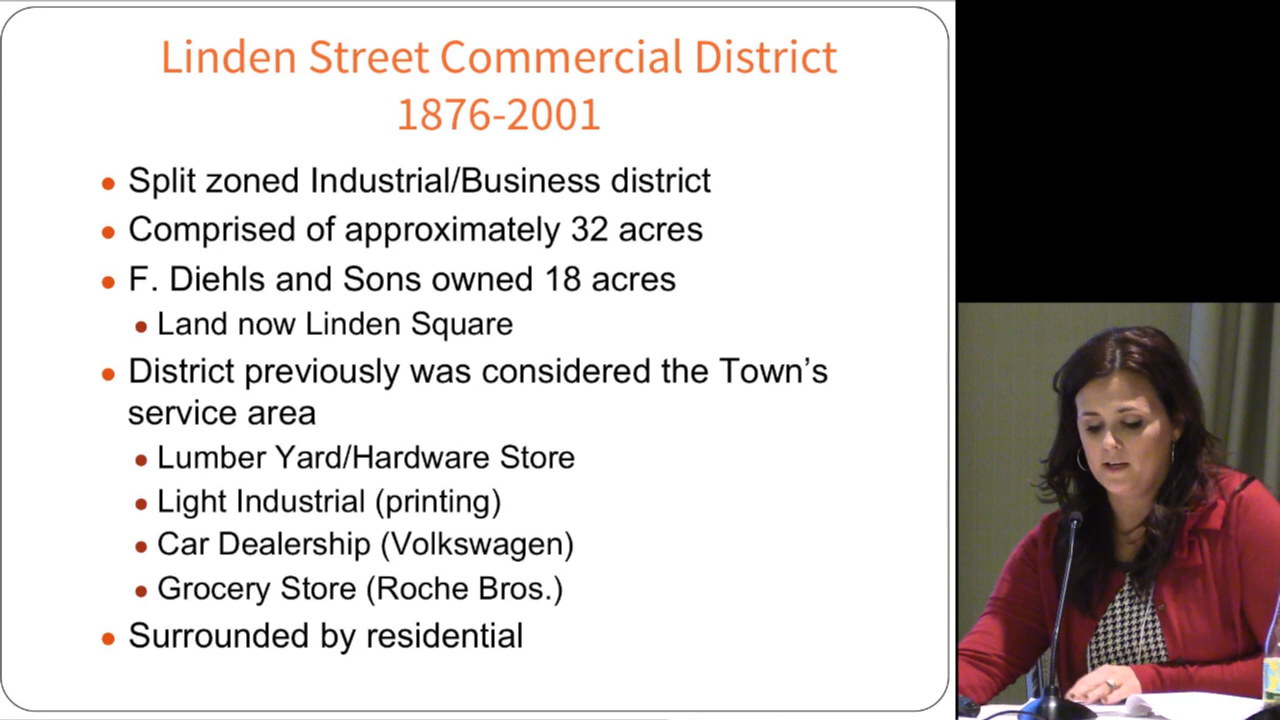 Linden Street Commercial District
1876-2001
• Split zoned Industrial/Business district
• Comprised of approximately 32 acres
• F. Diehls and Sons owned 18 acres
• Land now Linden Square
• District previously was considered the Town’s
service area
• Lumber Yard/Hardware Store
• Light Industrial (printing)
• Car Dealership (Volkswagen)
• Grocery Store (Roche Bros.)
• Surrounded by residential